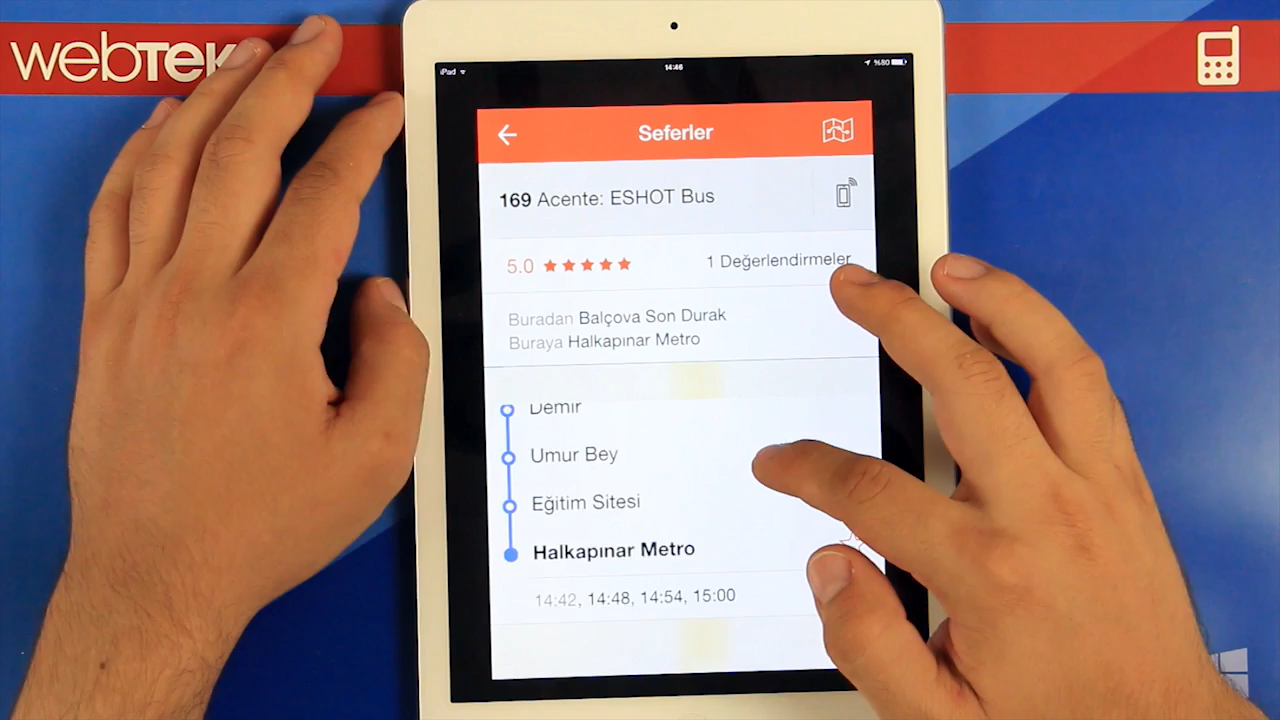 webTEK
iPad 14:46 %80
Seferler
169 Acente: ESHOT Bus
5.0 1 Değerlendirmeler
Buradan Balçova Son Durak
Buraya Halkapınar Metro
Demir
Umur Bey
Eğitim Sitesi
Halkapınar Metro
14:42, 14:48, 14:54, 15:00